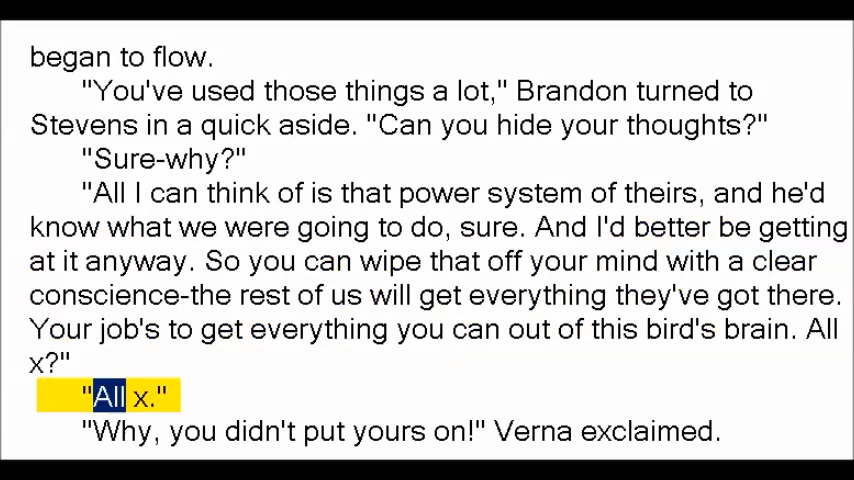 began to flow.
"You've used those things a lot," Brandon turned to
Stevens in a quick aside. "Can you hide your thoughts?"
"Sure-why?"
"All I can think of is that power system of theirs, and he'd
know what we were going to do, sure. And I'd better be getting
at it anyway. So you can wipe that off your mind with a clear
conscience-the rest of us will get everything they've got there.
Your job's to get everything you can out of this bird's brain. All
x?"
"All x."
"Why, you didn't put yours on!" Verna exclaimed.